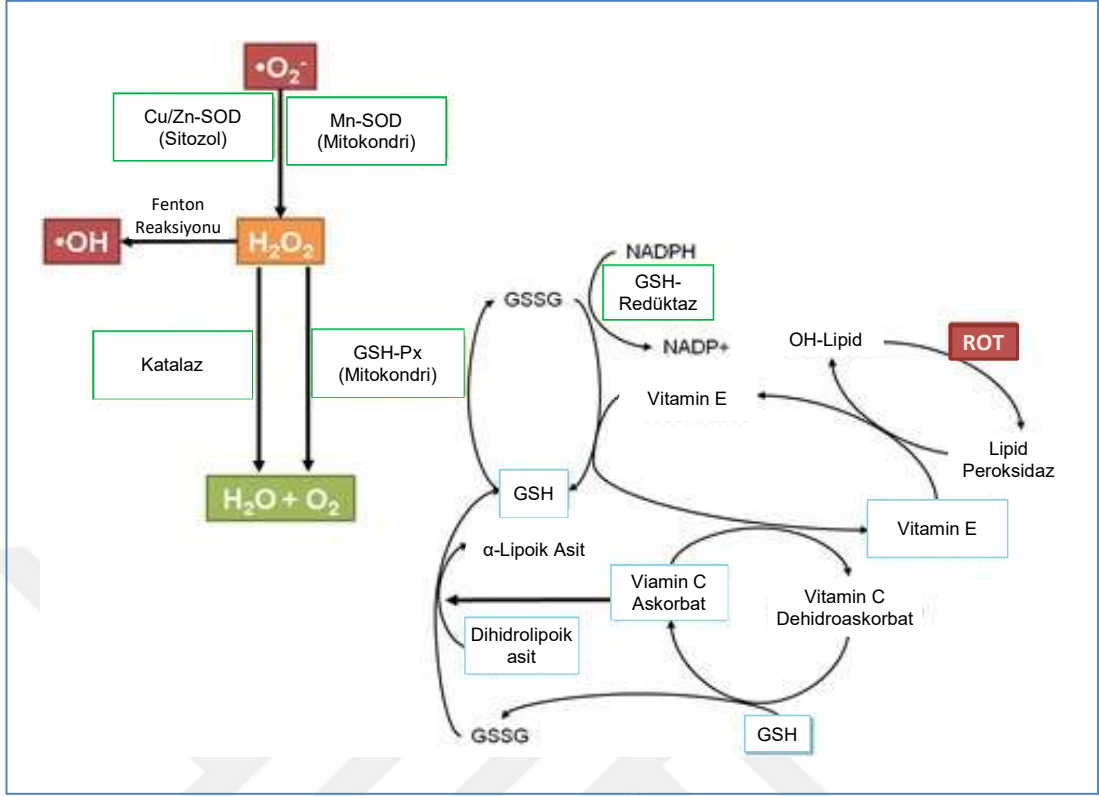 •O₂⁻
Cu/Zn-SOD
(Sitozol)
Mn-SOD
(Mitokondri)
Fenton
Reaksiyonu
•OH
H₂O₂
Katalaz
GSH-Px
(Mitokondri)
H₂O + O₂
NADPH
GSH-
Redüktaz
GSSG
NADP+
OH-Lipid
ROT
Vitamin E
Lipid
Peroksidaz
GSH
Vitamin E
α-Lipoik Asit
Viamin C
Askorbat
Vitamin C
Dehidroaskorbat
Dihidrolipoik
asit
GSSG
GSH